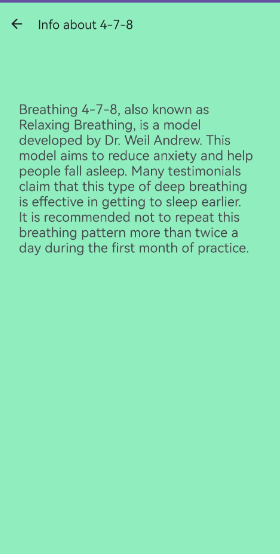 Info about 4-7-8
Breathing 4-7-8, also known as
Relaxing Breathing, is a model
developed by Dr. Weil Andrew. This
model aims to reduce anxiety and help
people fall asleep. Many testimonials
claim that this type of deep breathing
is effective in getting to sleep earlier.
It is recommended not to repeat this
breathing pattern more than twice a
day during the first month of practice.